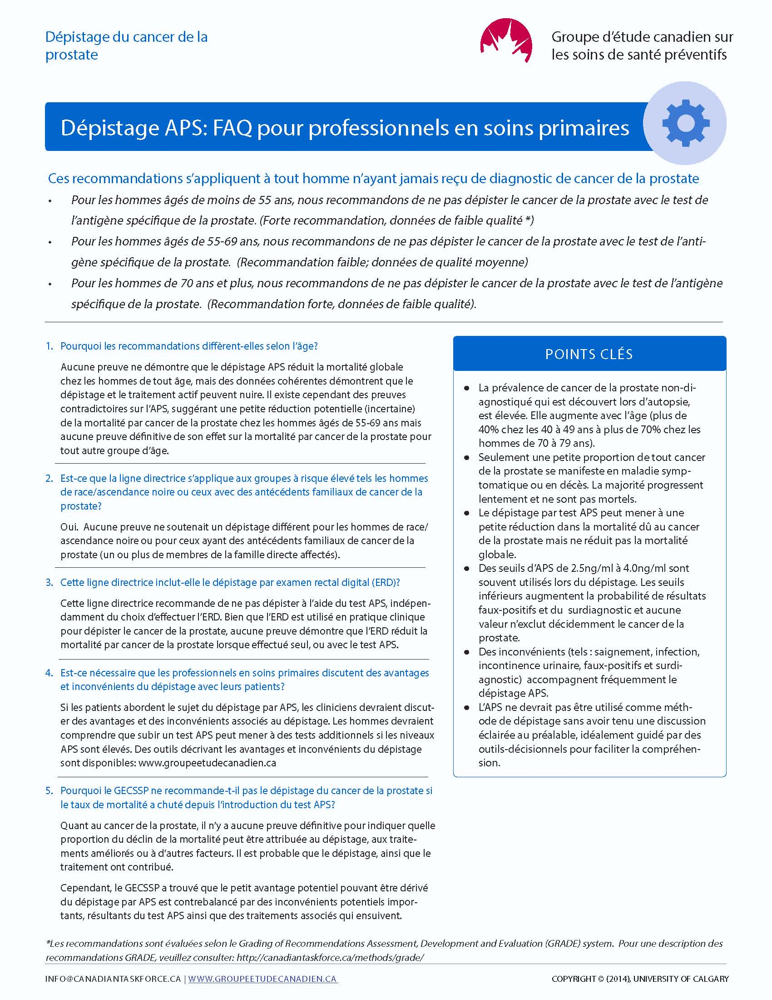 Dépistage du cancer de la
prostate
Groupe d'étude canadien sur
les soins de santé préventifs
Dépistage APS: FAQ pour professionnels en soins primaires
Ces recommandations s'appliquent à tout homme n'ayant jamais reçu de diagnostic de cancer de la prostate
• Pour les hommes âgés de moins de 55 ans, nous recommandons de ne pas dépister le cancer de la prostate avec le test de
l'antigène spécifique de la prostate. (Forte recommandation, données de faible qualité *)
• Pour les hommes âgés de 55-69 ans, nous recommandons de ne pas dépister le cancer de la prostate avec le test de l'anti-
gène spécifique de la prostate. (Recommandation faible; données de qualité moyenne)
• Pour les hommes de 70 ans et plus, nous recommandons de ne pas dépister le cancer de la prostate avec le test de l'antigène
spécifique de la prostate. (Recommandation forte, données de faible qualité).
1. Pourquoi les recommandations diffèrent-elles selon l'âge?
Aucune preuve ne démontre que le dépistage APS réduit la mortalité globale
chez les hommes de tout âge, mais des données cohérentes démontrent que le
dépistage et le traitement actif peuvent nuire. Il existe cependant des preuves
contradictoires sur l'APS, suggérant une petite réduction potentielle (incertaine)
de la mortalité par cancer de la prostate chez les hommes âgés de 55-69 ans mais
aucune preuve définitive de son effet sur la mortalité par cancer de la prostate pour
tout autre groupe d'âge.
2. Est-ce que la ligne directrice s'applique aux groupes à risque élevé tels les hommes
de race/ascendance noire ou ceux avec des antécédents familiaux de cancer de la
prostate?
Oui. Aucune preuve ne soutenait un dépistage différent pour les hommes de race/
ascendance noire ou pour ceux ayant des antécédents familiaux de cancer de la
prostate (un ou plus de membres de la famille directe affectés).
3. Cette ligne directrice inclut-elle le dépistage par examen rectal digital (ERD)?
Cette ligne directrice recommande de ne pas dépister à l'aide du test APS, indépen-
damment du choix d'effectuer l'ERD. Bien que l'ERD est utilisé en pratique clinique
pour dépister le cancer de la prostate, aucune preuve démontre que l'ERD réduit la
mortalité par cancer de la prostate lorsque effectué seul, ou avec le test APS.
4. Est-ce nécessaire que les professionnels en soins primaires discutent des avantages
et inconvénients du dépistage avec leurs patients?
Si les patients abordent le sujet du dépistage par APS, les cliniciens devraient discut-
er des avantages et des inconvénients associés au dépistage. Les hommes devraient
comprendre que subir un test APS peut mener à des tests additionnels si les niveaux
APS sont élevés. Des outils décrivant les avantages et inconvénients du dépistage
sont disponibles: www.groupeetudecanadien.ca
5. Pourquoi le GECSSP ne recommande-t-il pas le dépistage du cancer de la prostate si
le taux de mortalité a chuté depuis l'introduction du test APS?
Quant au cancer de la prostate, il n'y a aucune preuve définitive pour indiquer quelle
proportion du déclin de la mortalité peut être attribuée au dépistage, aux traite-
ments améliorés ou à d'autres facteurs. Il est probable que le dépistage, ainsi que le
traitement ont contribué.
Cependant, le GECSSP a trouvé que le petit avantage potentiel pouvant être dérivé
du dépistage par APS est contrebalancé par des inconvénients potentiels impor-
tants, résultants du test APS ainsi que des traitements associés qui ensuivent.
POINTS CLÉS
● La prévalence de cancer de la prostate non-di-
agnostiqué qui est découvert lors d'autopsie,
est élevée. Elle augmente avec l'âge (plus de
40% chez les 40 à 49 ans à plus de 70% chez les
hommes de 70 à 79 ans).
● Seulement une petite proportion de tout cancer
de la prostate se manifeste en maladie symp-
tomatique ou en décès. La majorité progressent
lentement et ne sont pas mortels.
● Le dépistage par test APS peut mener à une
petite réduction dans la mortalité dû au cancer
de la prostate mais ne réduit pas la mortalité
globale.
● Des seuils d'APS de 2.5ng/ml à 4.0ng/ml sont
souvent utilisés lors du dépistage. Les seuils
inférieurs augmentent la probabilité de résultats
faux-positifs et du surdiagnostic et aucune
valeur n'exclut décidemment le cancer de la
prostate.
● Des inconvénients (tels : saignement, infection,
incontinence urinaire, faux-positifs et surdi-
agnostic) accompagnent fréquemment le
dépistage APS.
● L'APS ne devrait pas être utilisé comme méth-
ode de dépistage sans avoir tenu une discussion
éclairée au préalable, idéalement guidé par des
outils-décisionnels pour faciliter la compréhen-
sion.
*Les recommandations sont évaluées selon le Grading of Recommendations Assessment, Development and Evaluation (GRADE) system. Pour une description des
recommandations GRADE, veuillez consulter: http://canadiantaskforce.ca/methods/grade/
INFO@CANADIANTASKFORCE.CA | WWW.GROUPEETUDECANADIEN.CA
COPYRIGHT © (2014), UNIVERSITY OF CALGARY